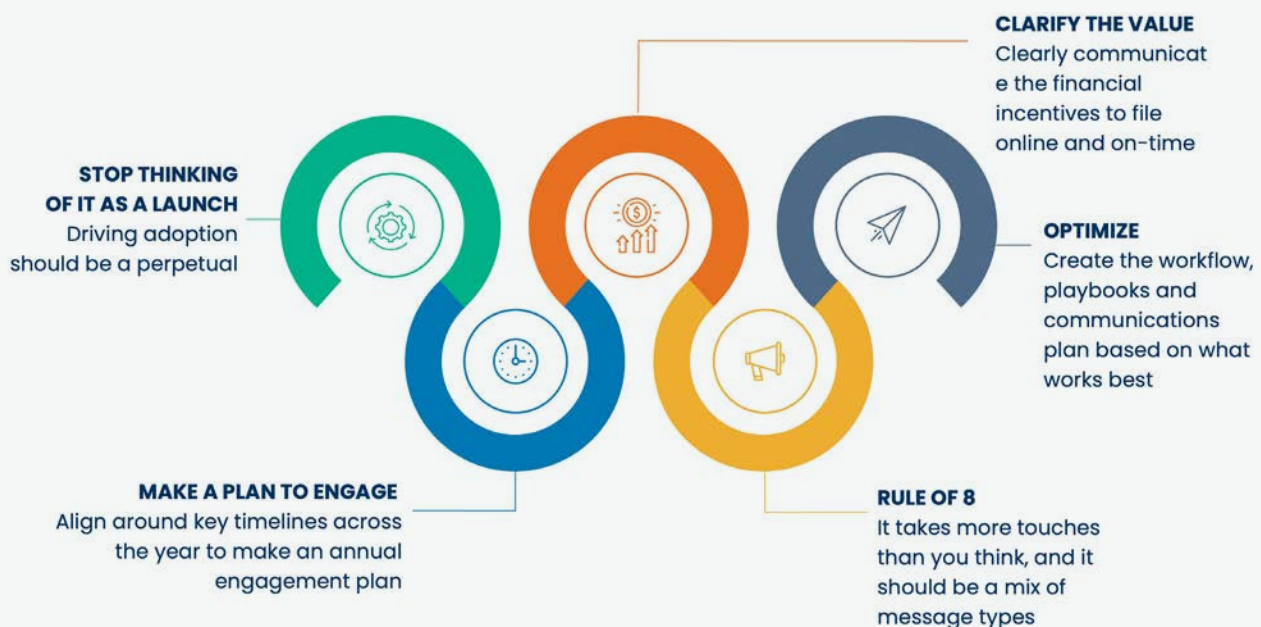 STOP THINKING
OF IT AS A LAUNCH
Driving adoption
should be a perpetual
MAKE A PLAN TO ENGAGE
Align around key timelines across
the year to make an annual
engagement plan
CLARIFY THE VALUE
Clearly communicat
e the financial
incentives to file
online and on-time
$
RULE OF 8
It takes more touches
than you think, and it
should be a mix of
message types
OPTIMIZE
Create the workflow,
playbooks and
communications
plan based on what
works best